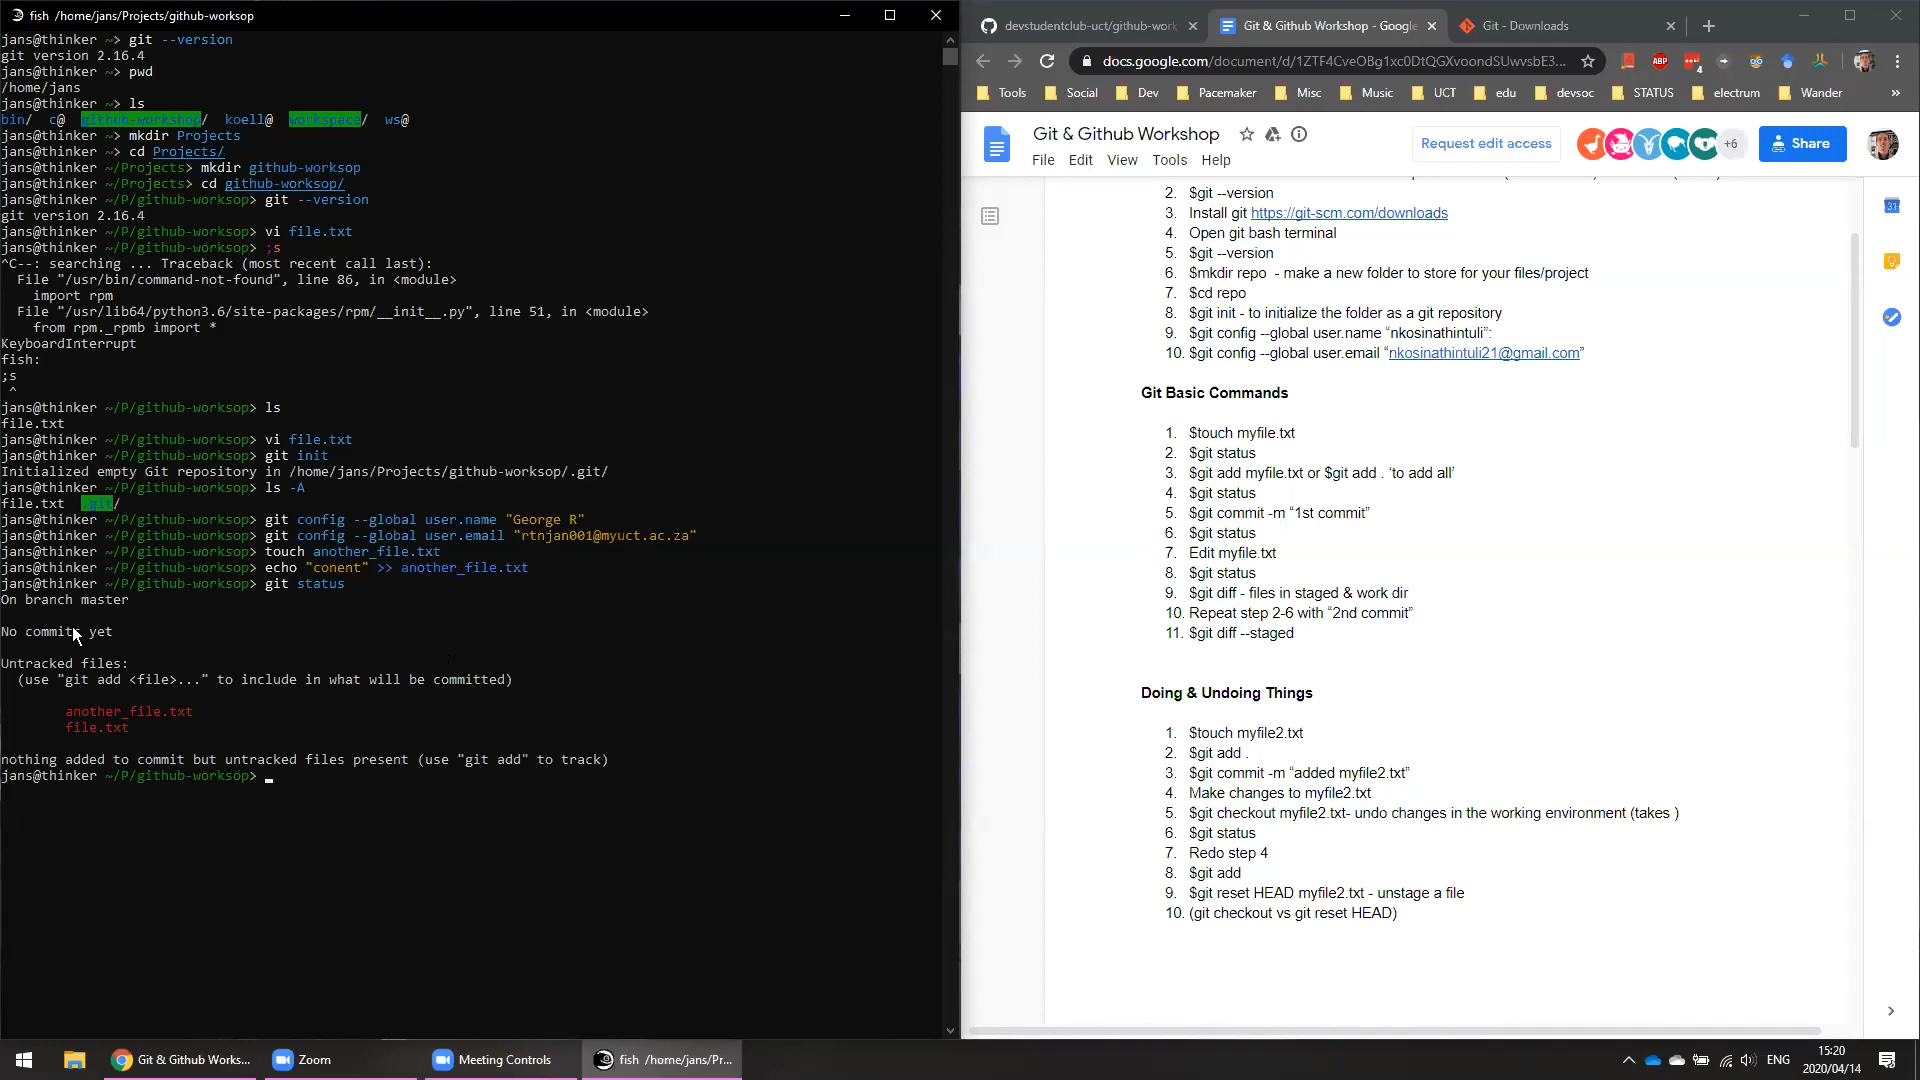 fish /home/jans/Projects/github-worksop
jans@thinker ~> git --version
git version 2.16.4
jans@thinker ~> pwd
/home/jans
jans@thinker ~> ls
bin/ c@ github-workshop/ koell@ workspace/ ws@
jans@thinker ~> mkdir Projects
jans@thinker ~> cd Projects/
jans@thinker ~/Projects> mkdir github-worksop
jans@thinker ~/Projects> cd github-worksop/
jans@thinker ~/P/github-worksop> git --version
git version 2.16.4
jans@thinker ~/P/github-worksop> vi file.txt
jans@thinker ~/P/github-worksop> ;s
^C--: searching ... Traceback (most recent call last):
File "/usr/bin/command-not-found", line 86, in <module>
import rpm
File "/usr/lib64/python3.6/site-packages/rpm/__init__.py", line 51, in <module>
from rpm._rpmb import *
KeyboardInterrupt
fish:
;s
^
jans@thinker ~/P/github-worksop> ls
file.txt
jans@thinker ~/P/github-worksop> vi file.txt
jans@thinker ~/P/github-worksop> git init
Initialized empty Git repository in /home/jans/Projects/github-worksop/.git/
jans@thinker ~/P/github-worksop> ls -A
file.txt .git/
jans@thinker ~/P/github-worksop> git config --global user.name "George R"
jans@thinker ~/P/github-worksop> git config --global user.email "rtnjan001@myuct.ac.za"
jans@thinker ~/P/github-worksop> touch another_file.txt
jans@thinker ~/P/github-worksop> echo "conent" >> another_file.txt
jans@thinker ~/P/github-worksop> git status
On branch master
No commits yet
Untracked files:
(use "git add <file>..." to include in what will be committed)
another_file.txt
file.txt
nothing added to commit but untracked files present (use "git add" to track)
jans@thinker ~/P/github-worksop>
devstudentclub-uct/github-work
Git & Github Workshop - Google
Git - Downloads
docs.google.com/document/d/1ZTF4CveOBg1xc0DtQGXvoondSUwvsbE3...
ABP
4
Tools Social Dev Pacemaker Misc Music UCT edu devsoc STATUS electrum Wander »
Git & Github Workshop
File Edit View Tools Help
Request edit access
+6
Share
31
2. $git --version
3. Install git https://git-scm.com/downloads
4. Open git bash terminal
5. $git --version
6. $mkdir repo - make a new folder to store for your files/project
7. $cd repo
8. $git init - to initialize the folder as a git repository
9. $git config --global user.name “nkosinathintuli”:
10. $git config --global user.email “nkosinathintuli21@gmail.com”
Git Basic Commands
1. $touch myfile.txt
2. $git status
3. $git add myfile.txt or $git add . ‘to add all’
4. $git status
5. $git commit -m “1st commit”
6. $git status
7. Edit myfile.txt
8. $git status
9. $git diff - files in staged & work dir
10. Repeat step 2-6 with “2nd commit”
11. $git diff --staged
Doing & Undoing Things
1. $touch myfile2.txt
2. $git add .
3. $git commit -m “added myfile2.txt”
4. Make changes to myfile2.txt
5. $git checkout myfile2.txt- undo changes in the working environment (takes )
6. $git status
7. Redo step 4
8. $git add
9. $git reset HEAD myfile2.txt - unstage a file
10. (git checkout vs git reset HEAD)
Git & Github Works...
Zoom
Meeting Controls
fish /home/jans/Pr...
ENG
15:20
2020/04/14